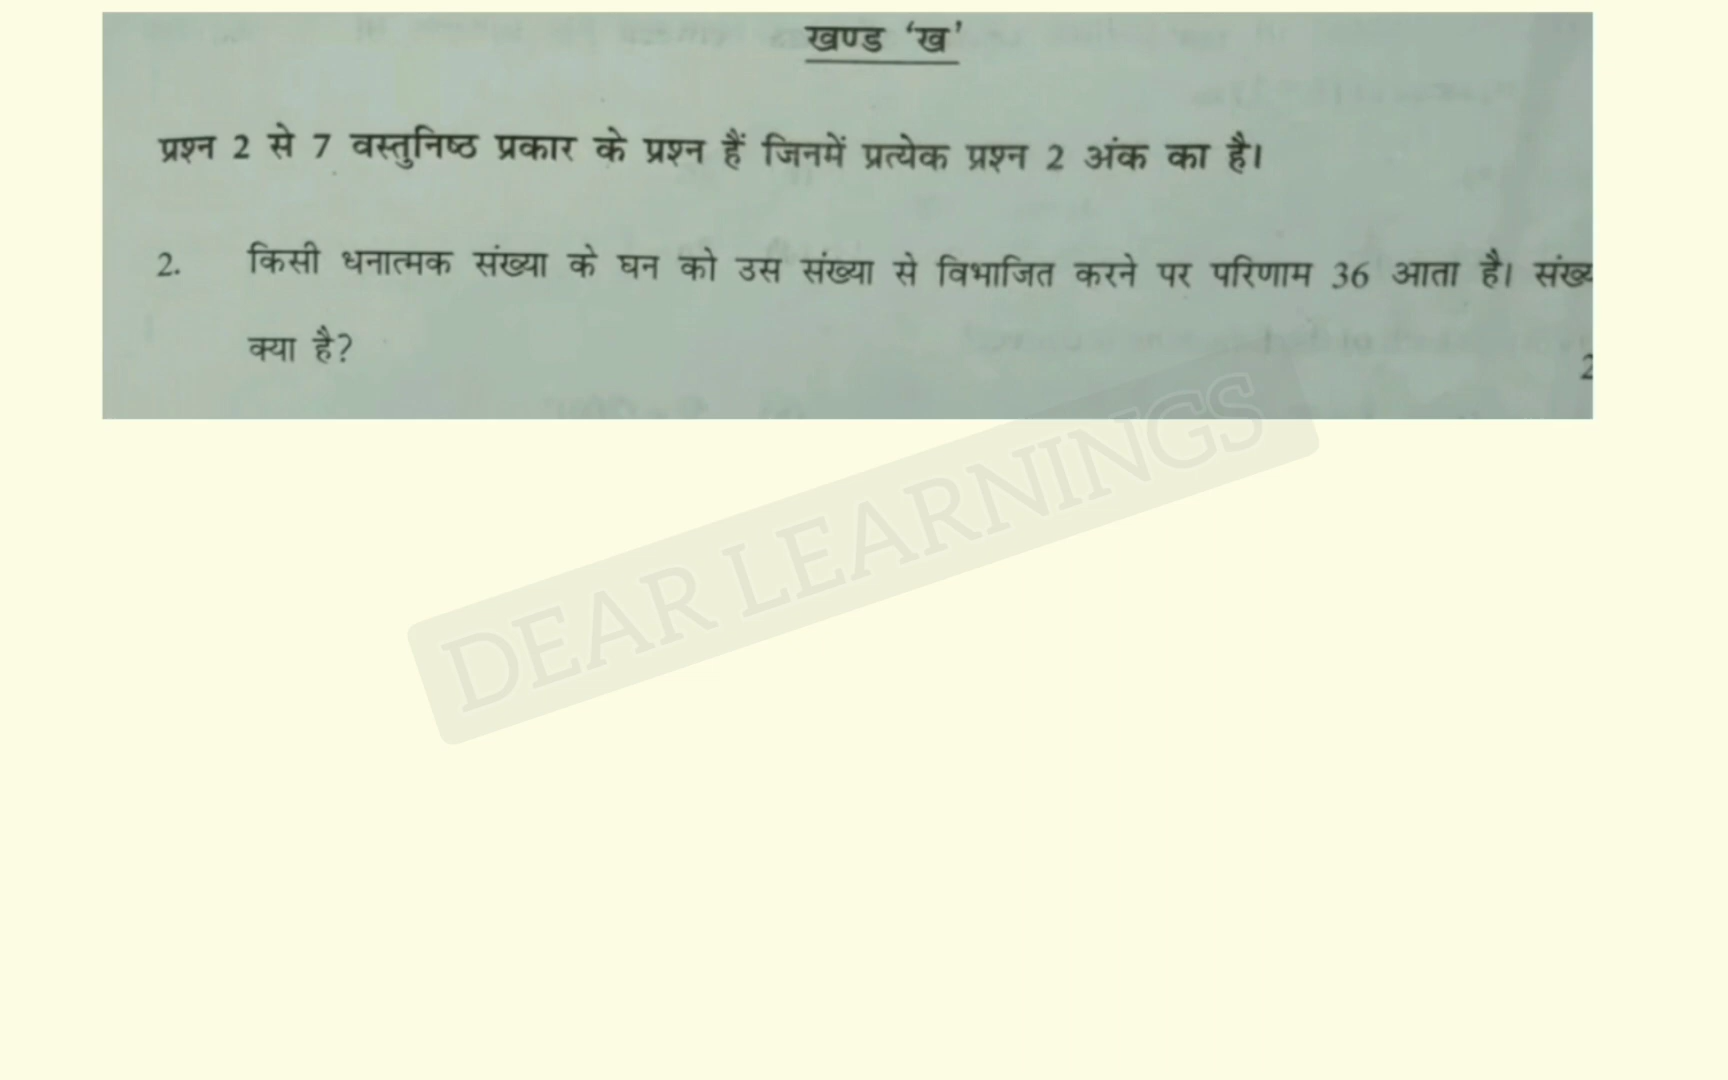 खण्ड ‘ख’
प्रश्न 2 से 7 वस्तुनिष्ठ प्रकार के प्रश्न हैं जिनमें प्रत्येक प्रश्न 2 अंक का है।
2. किसी धनात्मक संख्या के घन को उस संख्या से विभाजित करने पर परिणाम 36 आता है।
क्या है?
2
DEAR LEARNINGS